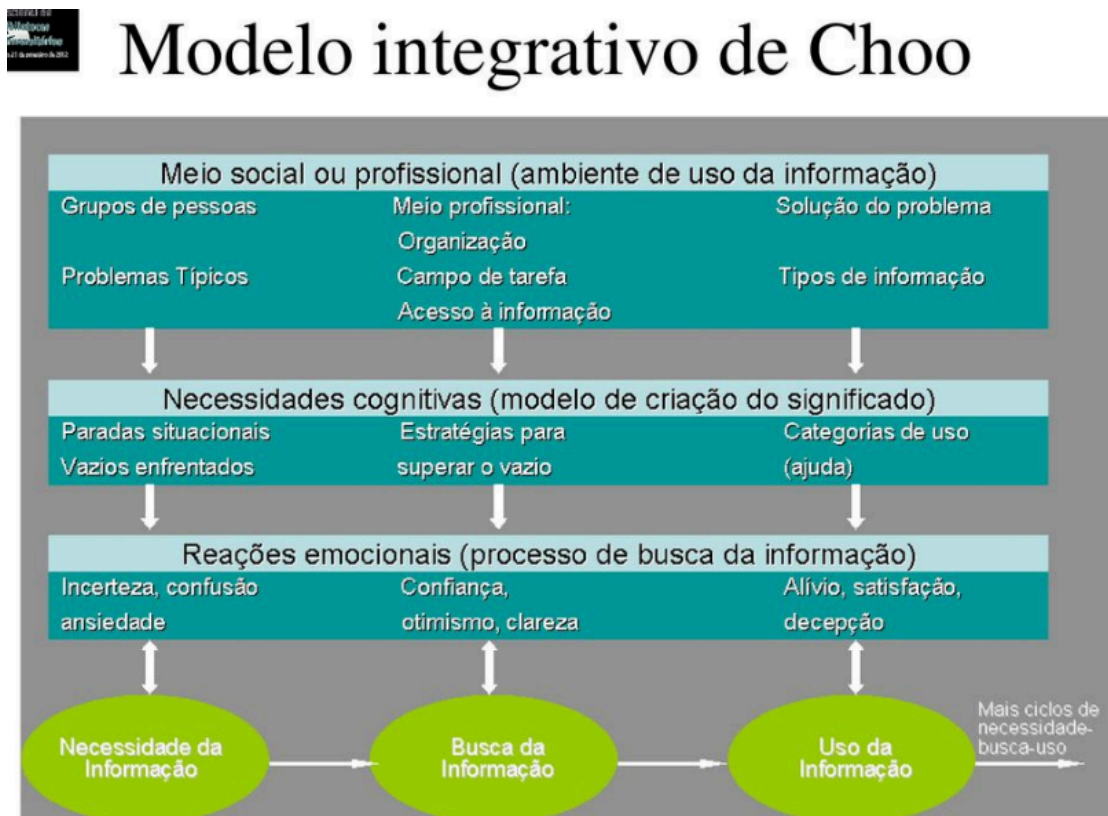 Modelo integrativo de Choo
Meio social ou profissional (ambiente de uso da informação)
Grupos de pessoas
Problemas Típicos
Meio profissional:
Organização
Campo de tarefa
Acesso à informação
Solução do problema
Tipos de informação
Necessidades cognitivas (modelo de criação do significado)
Paradas situacionais
Vazios enfrentados
Estratégias para
superar o vazio
Categorias de uso
(ajuda)
Reações emocionais (processo de busca da informação)
Incerteza, confusão
ansiedade
Confiança,
otimismo, clareza
Alívio, satisfação,
decepção
Necessidade da
Informação
Busca da
Informação
Uso da
Informação
Mais ciclos de
necessidade-
busca-uso